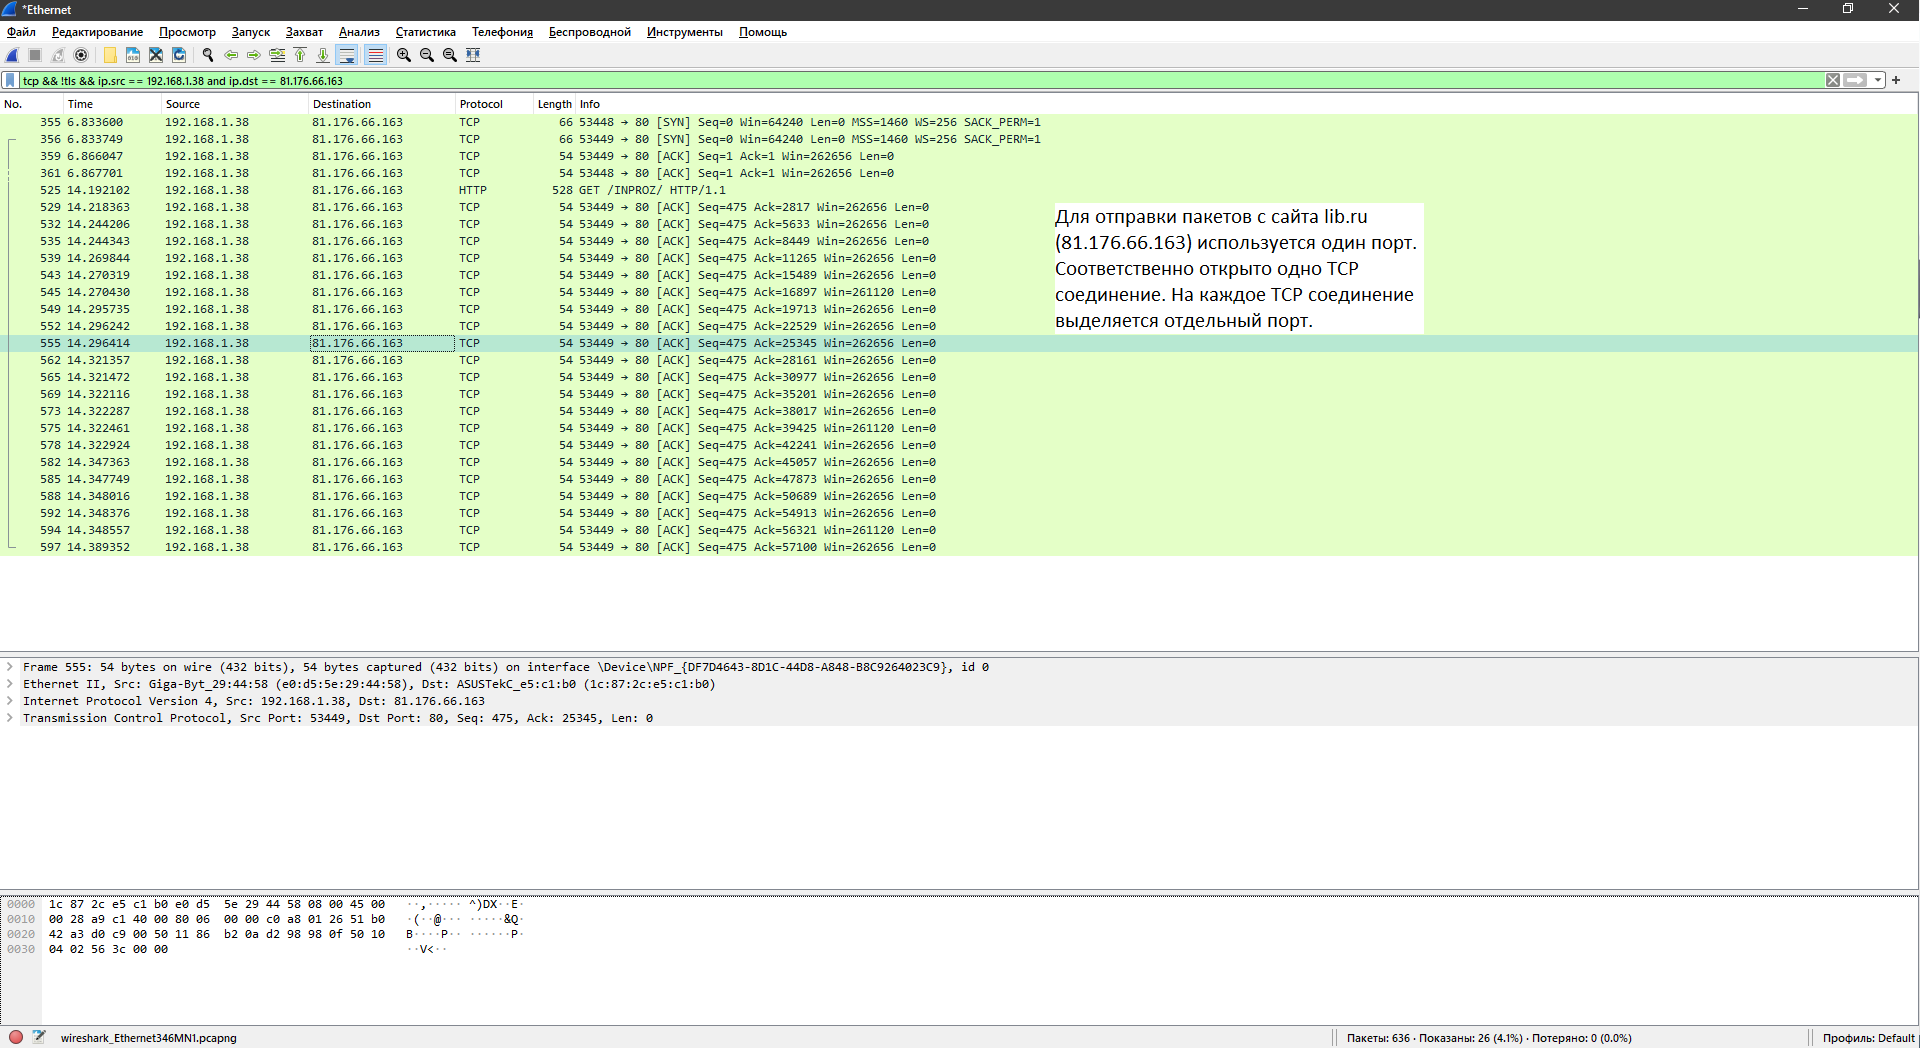 *Ethernet
Файл Редактирование Просмотр Запуск Захват Анализ Статистика Телефония Беспроводной Инструменты Помощь
tcp && !tls && ip.src == 192.168.1.38 and ip.dst == 81.176.66.163
No. Time Source Destination Protocol Length Info
355 6.833600 192.168.1.38 81.176.66.163 TCP 66 53448 → 80 [SYN] Seq=0 Win=64240 Len=0 MSS=1460 WS=256 SACK_PERM=1
356 6.833749 192.168.1.38 81.176.66.163 TCP 66 53449 → 80 [SYN] Seq=0 Win=64240 Len=0 MSS=1460 WS=256 SACK_PERM=1
359 6.866047 192.168.1.38 81.176.66.163 TCP 54 53449 → 80 [ACK] Seq=1 Ack=1 Win=262656 Len=0
361 6.867701 192.168.1.38 81.176.66.163 TCP 54 53448 → 80 [ACK] Seq=1 Ack=1 Win=262656 Len=0
525 14.192102 192.168.1.38 81.176.66.163 HTTP 528 GET /INPROZ/ HTTP/1.1
529 14.218363 192.168.1.38 81.176.66.163 TCP 54 53449 → 80 [ACK] Seq=475 Ack=2817 Win=262656 Len=0
532 14.244206 192.168.1.38 81.176.66.163 TCP 54 53449 → 80 [ACK] Seq=475 Ack=5633 Win=262656 Len=0
535 14.244343 192.168.1.38 81.176.66.163 TCP 54 53449 → 80 [ACK] Seq=475 Ack=8449 Win=262656 Len=0
539 14.269844 192.168.1.38 81.176.66.163 TCP 54 53449 → 80 [ACK] Seq=475 Ack=11265 Win=262656 Len=0
543 14.270319 192.168.1.38 81.176.66.163 TCP 54 53449 → 80 [ACK] Seq=475 Ack=15489 Win=262656 Len=0
545 14.270430 192.168.1.38 81.176.66.163 TCP 54 53449 → 80 [ACK] Seq=475 Ack=16897 Win=261120 Len=0
549 14.295735 192.168.1.38 81.176.66.163 TCP 54 53449 → 80 [ACK] Seq=475 Ack=19713 Win=262656 Len=0
552 14.296242 192.168.1.38 81.176.66.163 TCP 54 53449 → 80 [ACK] Seq=475 Ack=22529 Win=262656 Len=0
555 14.296414 192.168.1.38 81.176.66.163 TCP 54 53449 → 80 [ACK] Seq=475 Ack=25345 Win=262656 Len=0
562 14.321357 192.168.1.38 81.176.66.163 TCP 54 53449 → 80 [ACK] Seq=475 Ack=28161 Win=262656 Len=0
565 14.321472 192.168.1.38 81.176.66.163 TCP 54 53449 → 80 [ACK] Seq=475 Ack=30977 Win=262656 Len=0
569 14.322116 192.168.1.38 81.176.66.163 TCP 54 53449 → 80 [ACK] Seq=475 Ack=35201 Win=262656 Len=0
573 14.322287 192.168.1.38 81.176.66.163 TCP 54 53449 → 80 [ACK] Seq=475 Ack=38017 Win=262656 Len=0
575 14.322461 192.168.1.38 81.176.66.163 TCP 54 53449 → 80 [ACK] Seq=475 Ack=39425 Win=261120 Len=0
578 14.322924 192.168.1.38 81.176.66.163 TCP 54 53449 → 80 [ACK] Seq=475 Ack=42241 Win=262656 Len=0
582 14.347363 192.168.1.38 81.176.66.163 TCP 54 53449 → 80 [ACK] Seq=475 Ack=45057 Win=262656 Len=0
585 14.347749 192.168.1.38 81.176.66.163 TCP 54 53449 → 80 [ACK] Seq=475 Ack=47873 Win=262656 Len=0
588 14.348016 192.168.1.38 81.176.66.163 TCP 54 53449 → 80 [ACK] Seq=475 Ack=50689 Win=262656 Len=0
592 14.348376 192.168.1.38 81.176.66.163 TCP 54 53449 → 80 [ACK] Seq=475 Ack=54913 Win=262656 Len=0
594 14.348557 192.168.1.38 81.176.66.163 TCP 54 53449 → 80 [ACK] Seq=475 Ack=56321 Win=261120 Len=0
597 14.389352 192.168.1.38 81.176.66.163 TCP 54 53449 → 80 [ACK] Seq=475 Ack=57100 Win=262656 Len=0
Для отправки пакетов с сайта lib.ru
(81.176.66.163) используется один порт.
Соответственно открыто одно TCP
соединение. На каждое TCP соединение
выделяется отдельный порт.
Frame 555: 54 bytes on wire (432 bits), 54 bytes captured (432 bits) on interface \Device\NPF_{DF7D4643-8D1C-44D8-A848-B8C9264023C9}, id 0
Ethernet II, Src: Giga-Byt_29:44:58 (e0:d5:5e:29:44:58), Dst: ASUSTekC_e5:c1:b0 (1c:87:2c:e5:c1:b0)
Internet Protocol Version 4, Src: 192.168.1.38, Dst: 81.176.66.163
Transmission Control Protocol, Src Port: 53449, Dst Port: 80, Seq: 475, Ack: 25345, Len: 0
0000 1c 87 2c e5 c1 b0 e0 d5 5e 29 44 58 08 00 45 00 ··,····· ^)DX··E·
0010 00 28 a9 c1 40 00 80 06 00 00 c0 a8 01 26 51 b0 ·(··@··· ·····&Q·
0020 42 a3 d0 c9 00 50 11 86 b2 0a d2 98 98 0f 50 10 B····P·· ······P·
0030 04 02 56 3c 00 00 ··V<··
wireshark_Ethernet346MN1.pcapng Пакеты: 636 · Показаны: 26 (4.1%) · Потеряно: 0 (0.0%) Профиль: Default